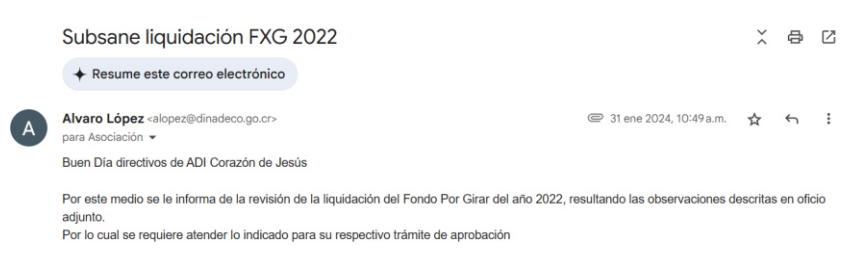 Subsane liquidación FXG 2022
Resume este correo electrónico
A
Alvaro López <alopez@dinadeco.go.cr>
31 ene 2024, 10:49 a.m.
para Asociación
Buen Día directivos de ADI Corazón de Jesús
Por este medio se le informa de la revisión de la liquidación del Fondo Por Girar del año 2022, resultando las observaciones descritas en oficio
adjunto.
Por lo cual se requiere atender lo indicado para su respectivo trámite de aprobación